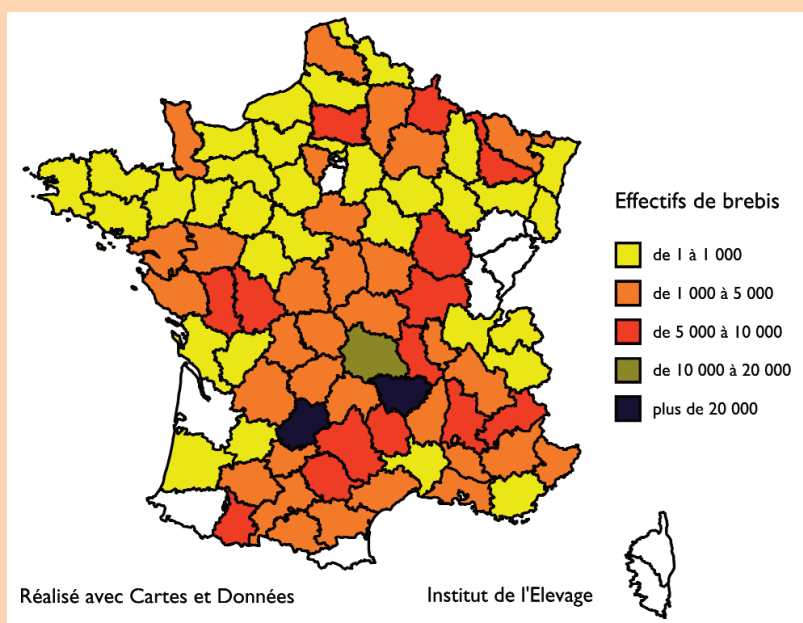 Effectifs de brebis
de 1 à 1 000
de 1 000 à 5 000
de 5 000 à 10 000
de 10 000 à 20 000
plus de 20 000
Réalisé avec Cartes et Données
Institut de l'Elevage